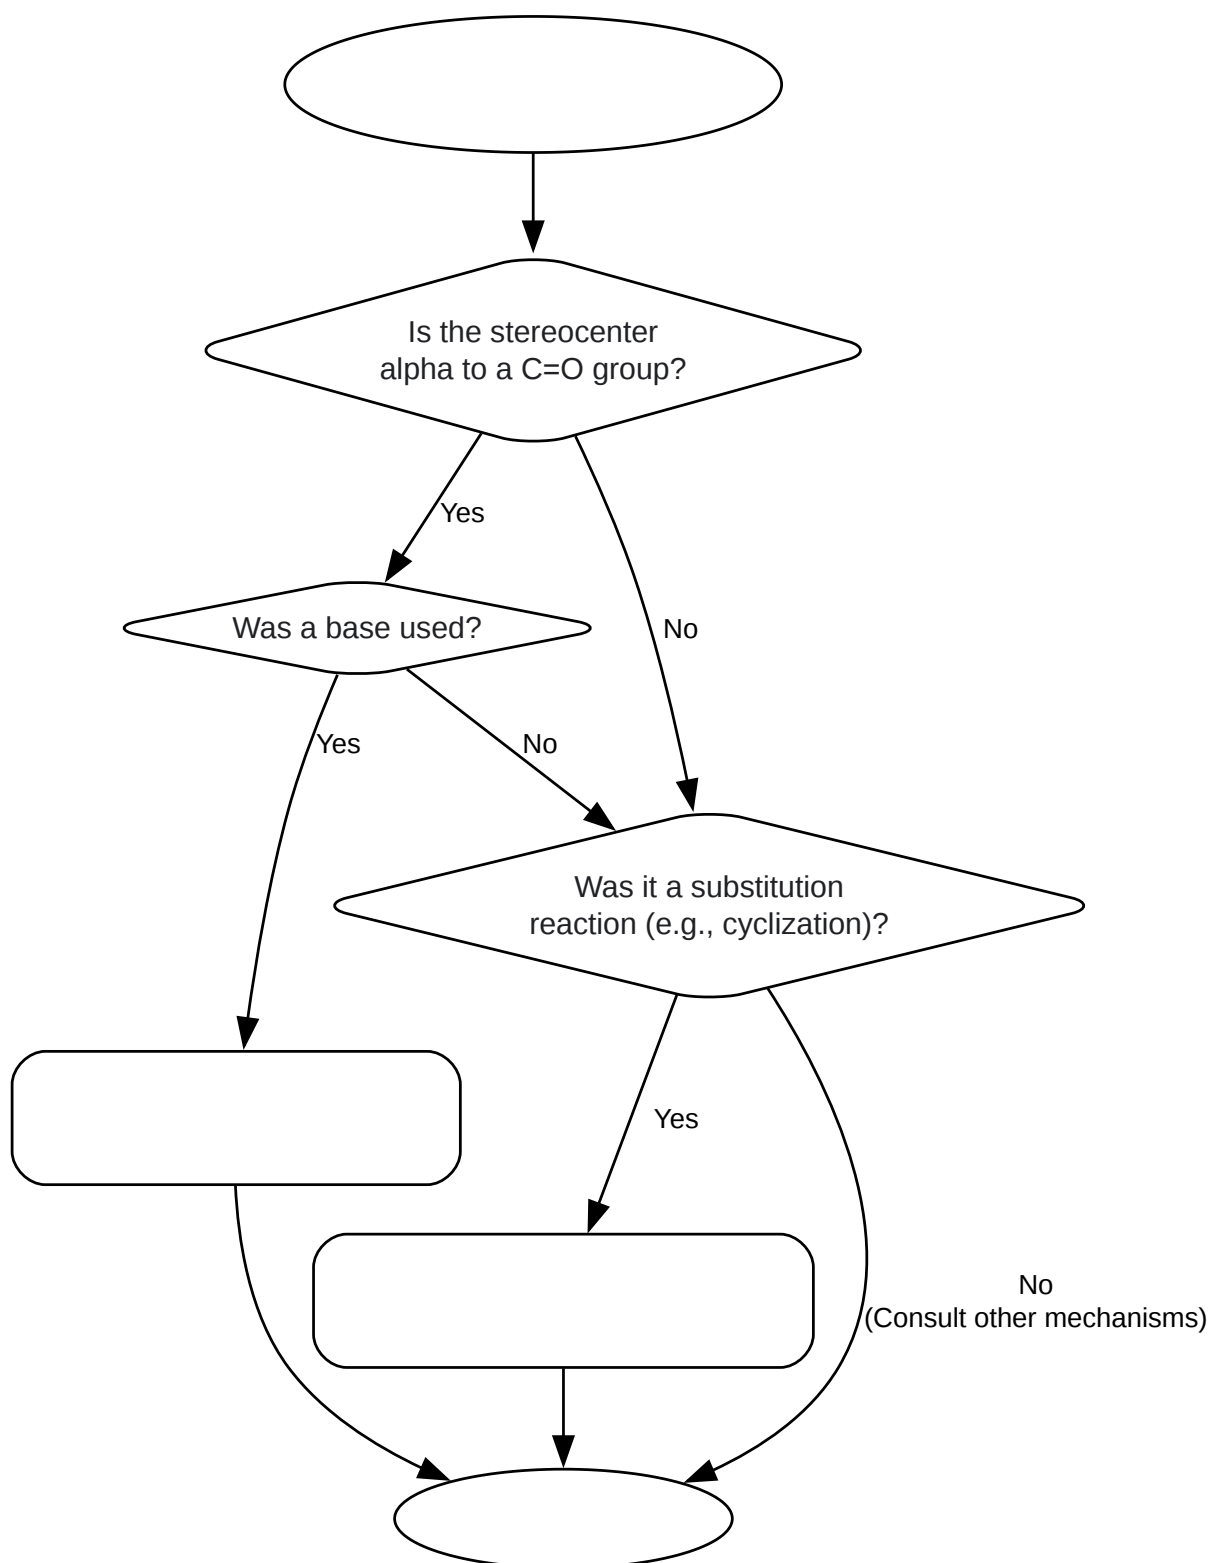 Is the stereocenter
alpha to a C=O group?
Yes
Was a base used?
No
Yes
No
Was it a substitution
reaction (e.g., cyclization)?
Yes
No
(Consult other mechanisms)